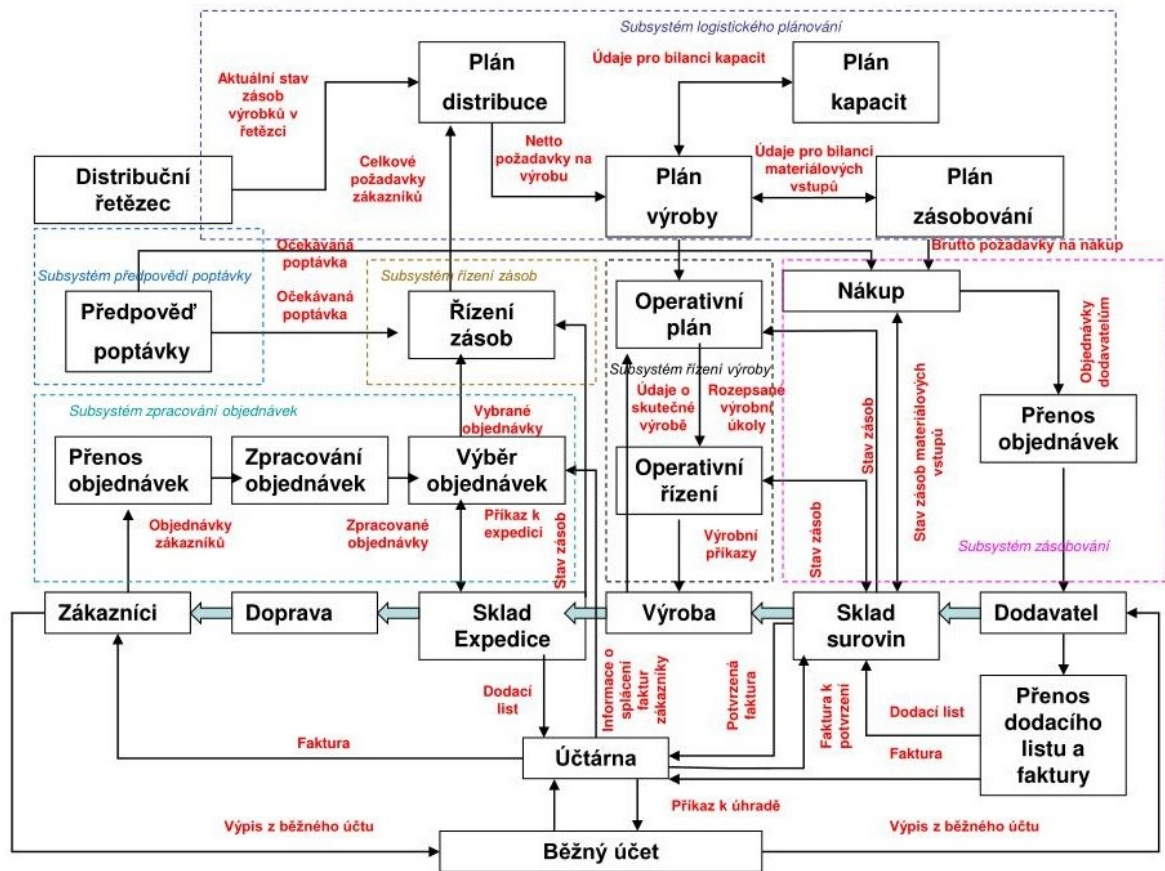 Subsystém logistického plánování
Plán
distribuce
Údaje pro bilanci kapacit
Plán
kapacit
Aktuální stav
zásob
výrobků v
řetězci
Distribuční
řetězec
Celkové
požadavky
zákazníků
Netto
požadavky na
výrobu
Plán
výroby
Údaje pro bilanci
materiálových
vstupů
Plán
zásobování
Očekávaná
poptávka
Brutto požadavky na nákup
Subsystém předpovědí poptávky
Subsystém řízení zásob
Předpověď
poptávky
Očekávaná
poptávka
Řízení
zásob
Operativní
plán
Nákup
Objednávky
dodavatelům
Subsystém řízení výroby
Údaje o
skutečné
výrobě
Rozepsané
výrobní
úkoly
Stav zásob
Stav zásob materiálových
vstupů
Přenos
objednávek
Subsystém zpracování objednávek
Vybrané
objednávky
Přenos
objednávek
Zpracování
objednávek
Výběr
objednávek
Operativní
řízení
Objednávky
zákazníků
Zpracované
objednávky
Příkaz k
expedici
Stav zásob
Výrobní
příkazy
Stav zásob
Subsystém zásobování
Zákazníci
Doprava
Sklad
Expedice
Výroba
Sklad
surovin
Dodavatel
Dodací
list
Informace o
splácení
faktur
zákazníky
Potvrzená
faktura
Faktura k
potvrzení
Dodací list
Faktura
Přenos
dodacího
listu a
faktury
Faktura
Účtárna
Příkaz k úhradě
Výpis z běžného účtu
Běžný účet
Výpis z běžného účtu